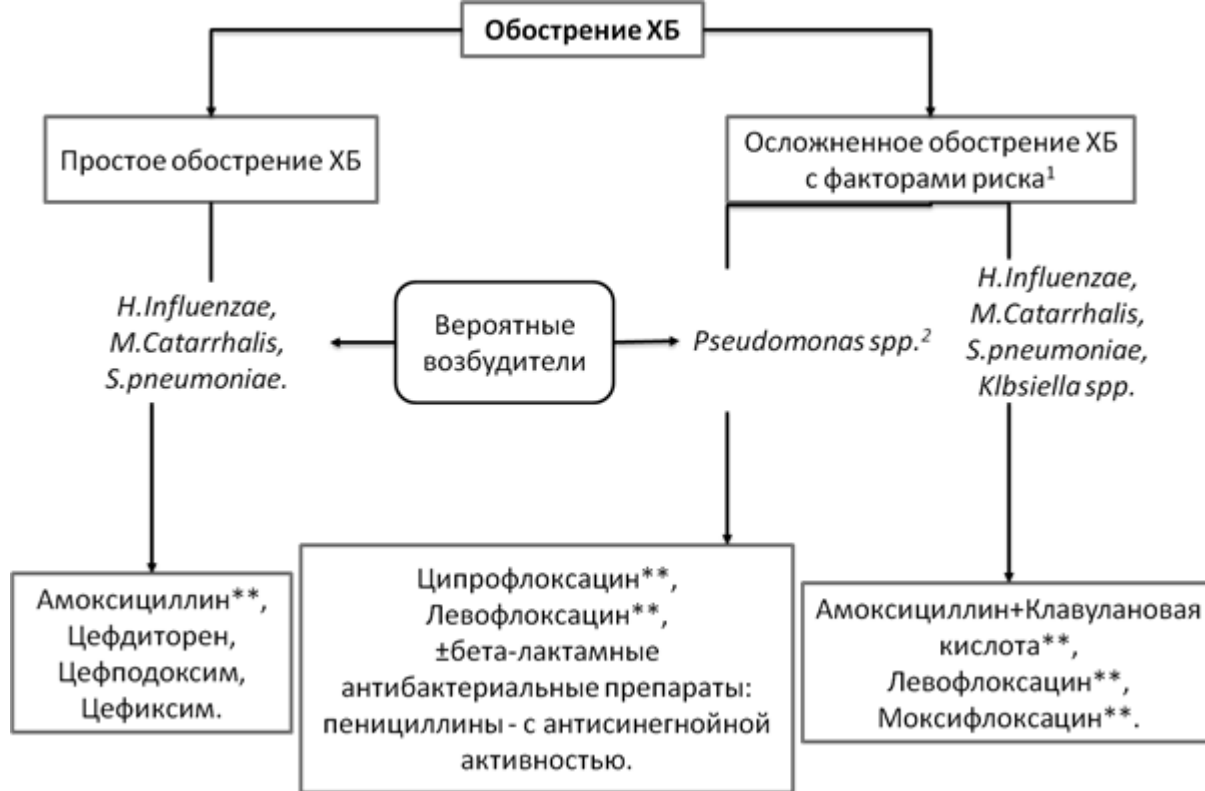 Обострение ХБ
Простое обострение ХБ
Осложненное обострение ХБ
с факторами риска¹
H.Influenzae,
M.Catarrhalis,
S.pneumoniae.
Вероятные
возбудители
Pseudomonas spp.²
H.Influenzae,
M.Catarrhalis,
S.pneumoniae,
Klbsiella spp.
Амоксициллин**,
Цефдиторен,
Цефподоксим,
Цефиксим.
Ципрофлоксацин**,
Левофлоксацин**,
±бета-лактамные
антибактериальные препараты:
пенициллины - с антисинегнойной
активностью.
Амоксициллин+Клавулановая
кислота**,
Левофлоксацин**,
Моксифлоксацин**.